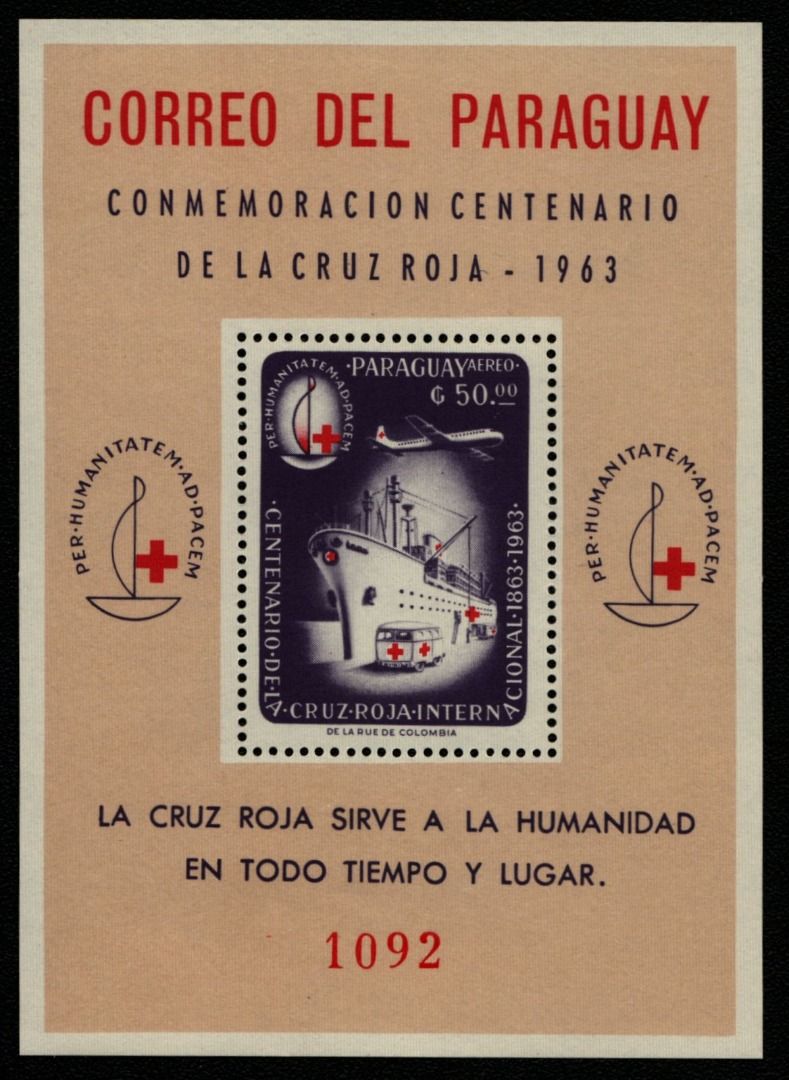 CORREO DEL PARAGUAY
CONMEMORACION CENTENARIO
DE LA CRUZ ROJA - 1963
PER·HUMANITATEM·AD·PACEM
PER·HUMANITATEM·AD·PACEM
·PARAGUAY AEREO·
₲ 50.00
PER·HUMANITATEM·AD·PACEM
·CENTENARIO·DE·LA·CRUZ·ROJA·INTERNACIONAL·1863·1963·
DE LA RUE DE COLOMBIA
LA CRUZ ROJA SIRVE A LA HUMANIDAD
EN TODO TIEMPO Y LUGAR.
1092